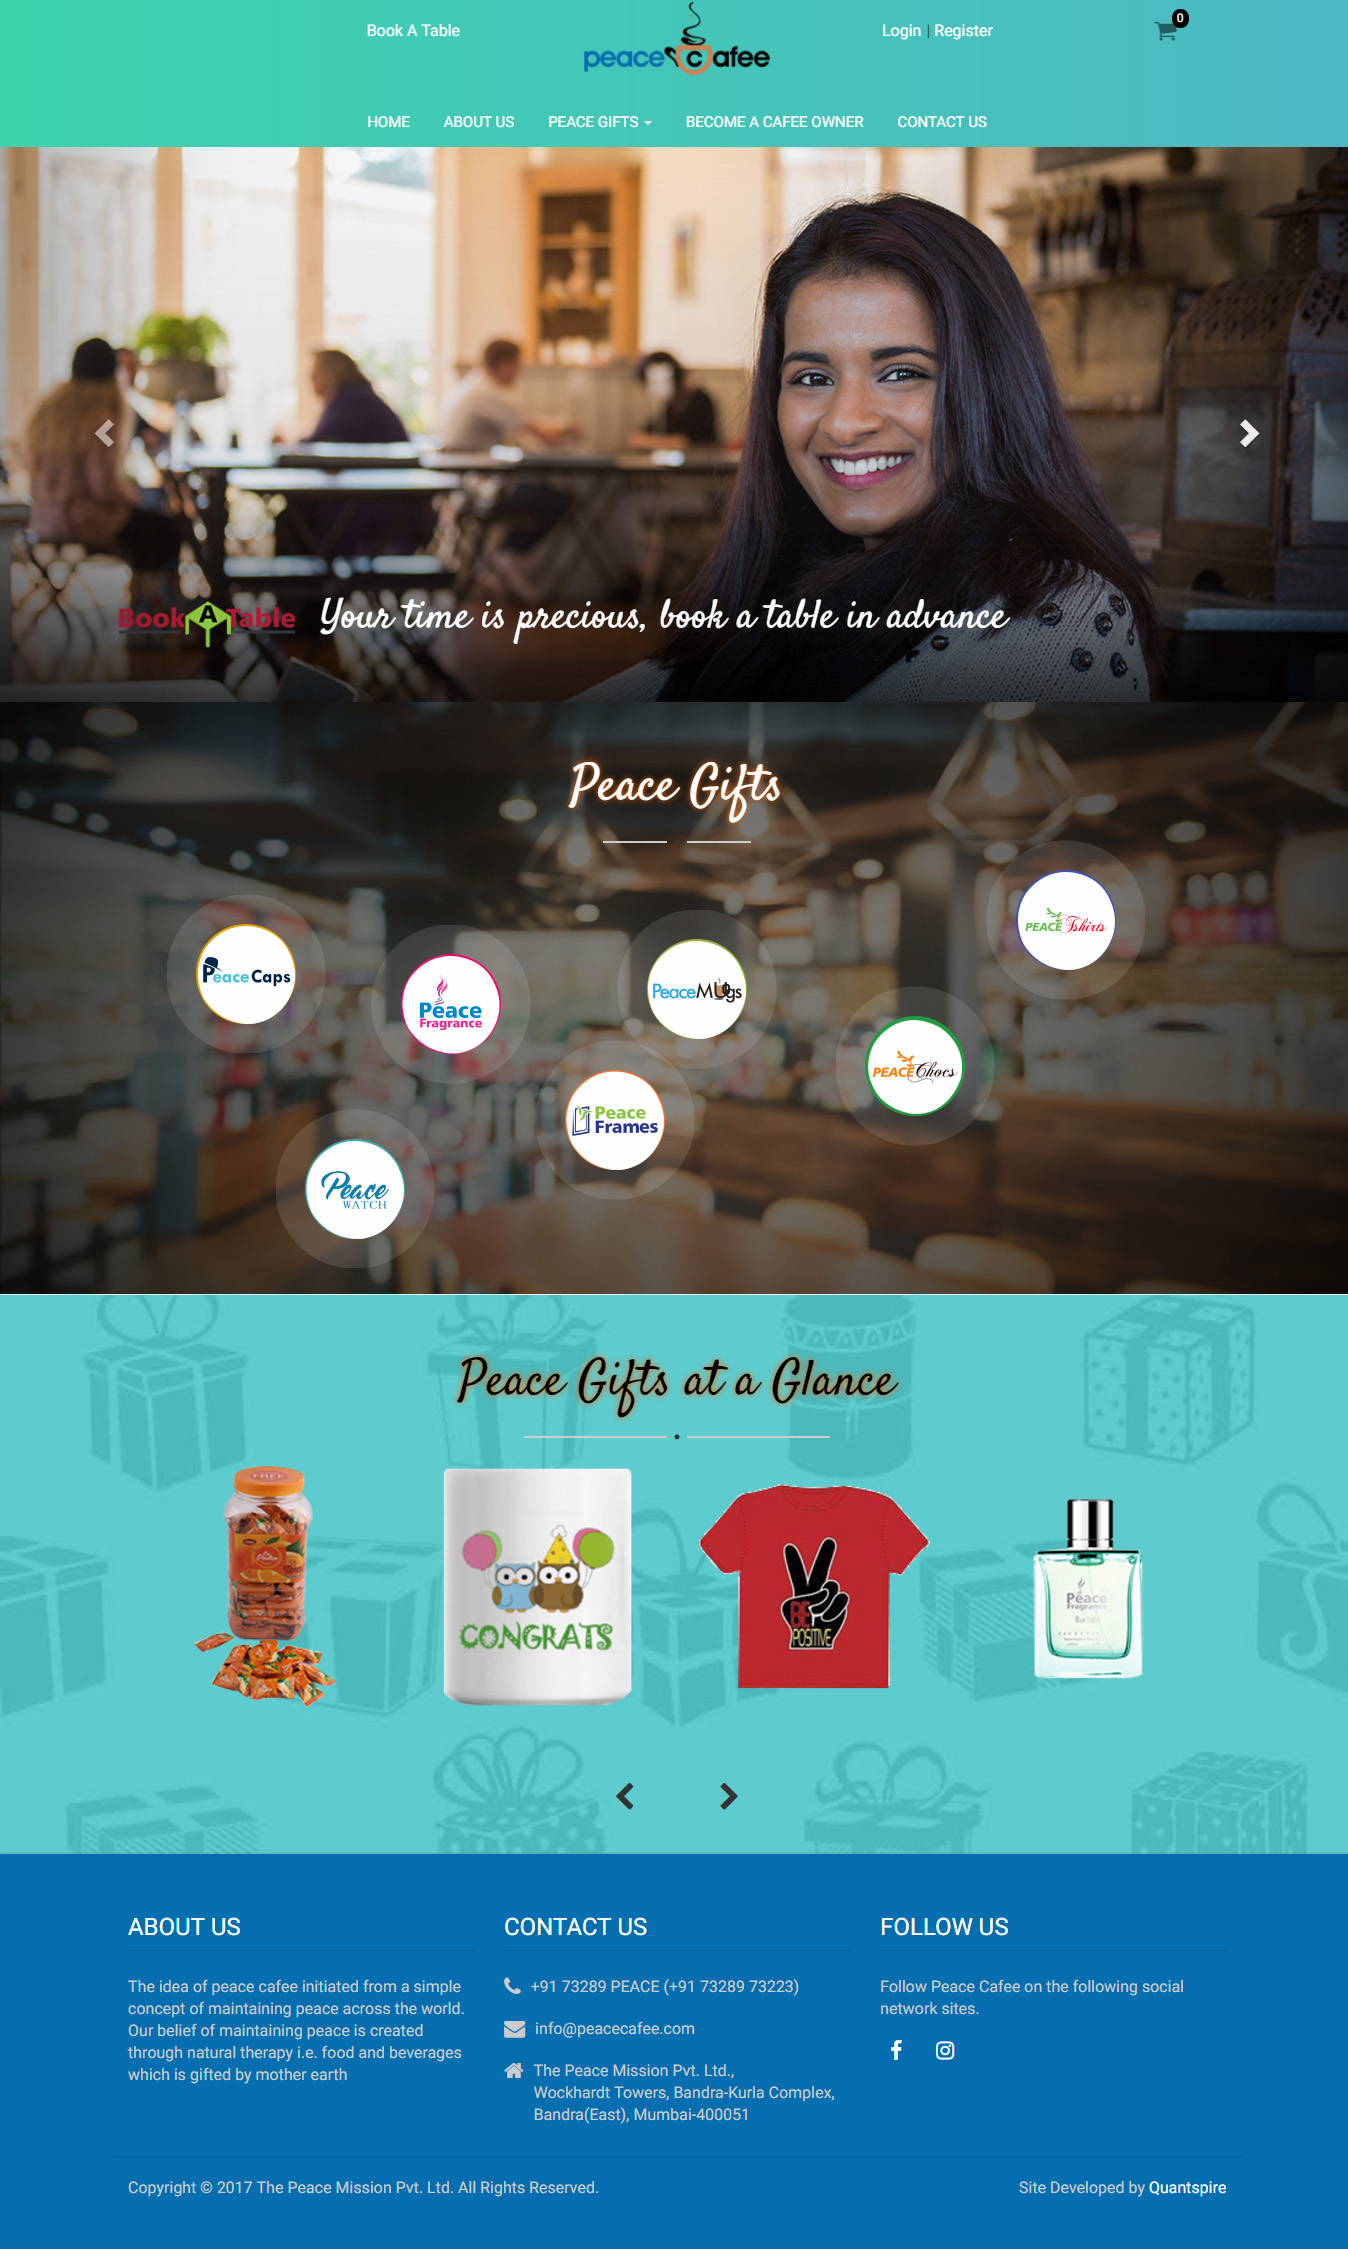 Book A Table
peace cafee
Login | Register
0
HOME
ABOUT US
PEACE GIFTS
BECOME A CAFEE OWNER
CONTACT US
Book A Table
Your time is precious, book a table in advance
Peace Gifts
PEACE Tshirts
Peace Caps
Peace Fragrance
Peace MUgs
PEACE Chocs
Peace Frames
Peace WATCH
Peace Gifts at a Glance
FREE
CONGRATS
BE
POSITIVE
Peace
Fragrance
Blue Light
ABOUT US
The idea of peace cafee initiated from a simple
concept of maintaining peace across the world.
Our belief of maintaining peace is created
through natural therapy i.e. food and beverages
which is gifted by mother earth
CONTACT US
+91 73289 PEACE (+91 73289 73223)
info@peacecafee.com
The Peace Mission Pvt. Ltd.,
Wockhardt Towers, Bandra-Kurla Complex,
Bandra(East), Mumbai-400051
FOLLOW US
Follow Peace Cafee on the following social
network sites.
Copyright © 2017 The Peace Mission Pvt. Ltd. All Rights Reserved.
Site Developed by Quantspire